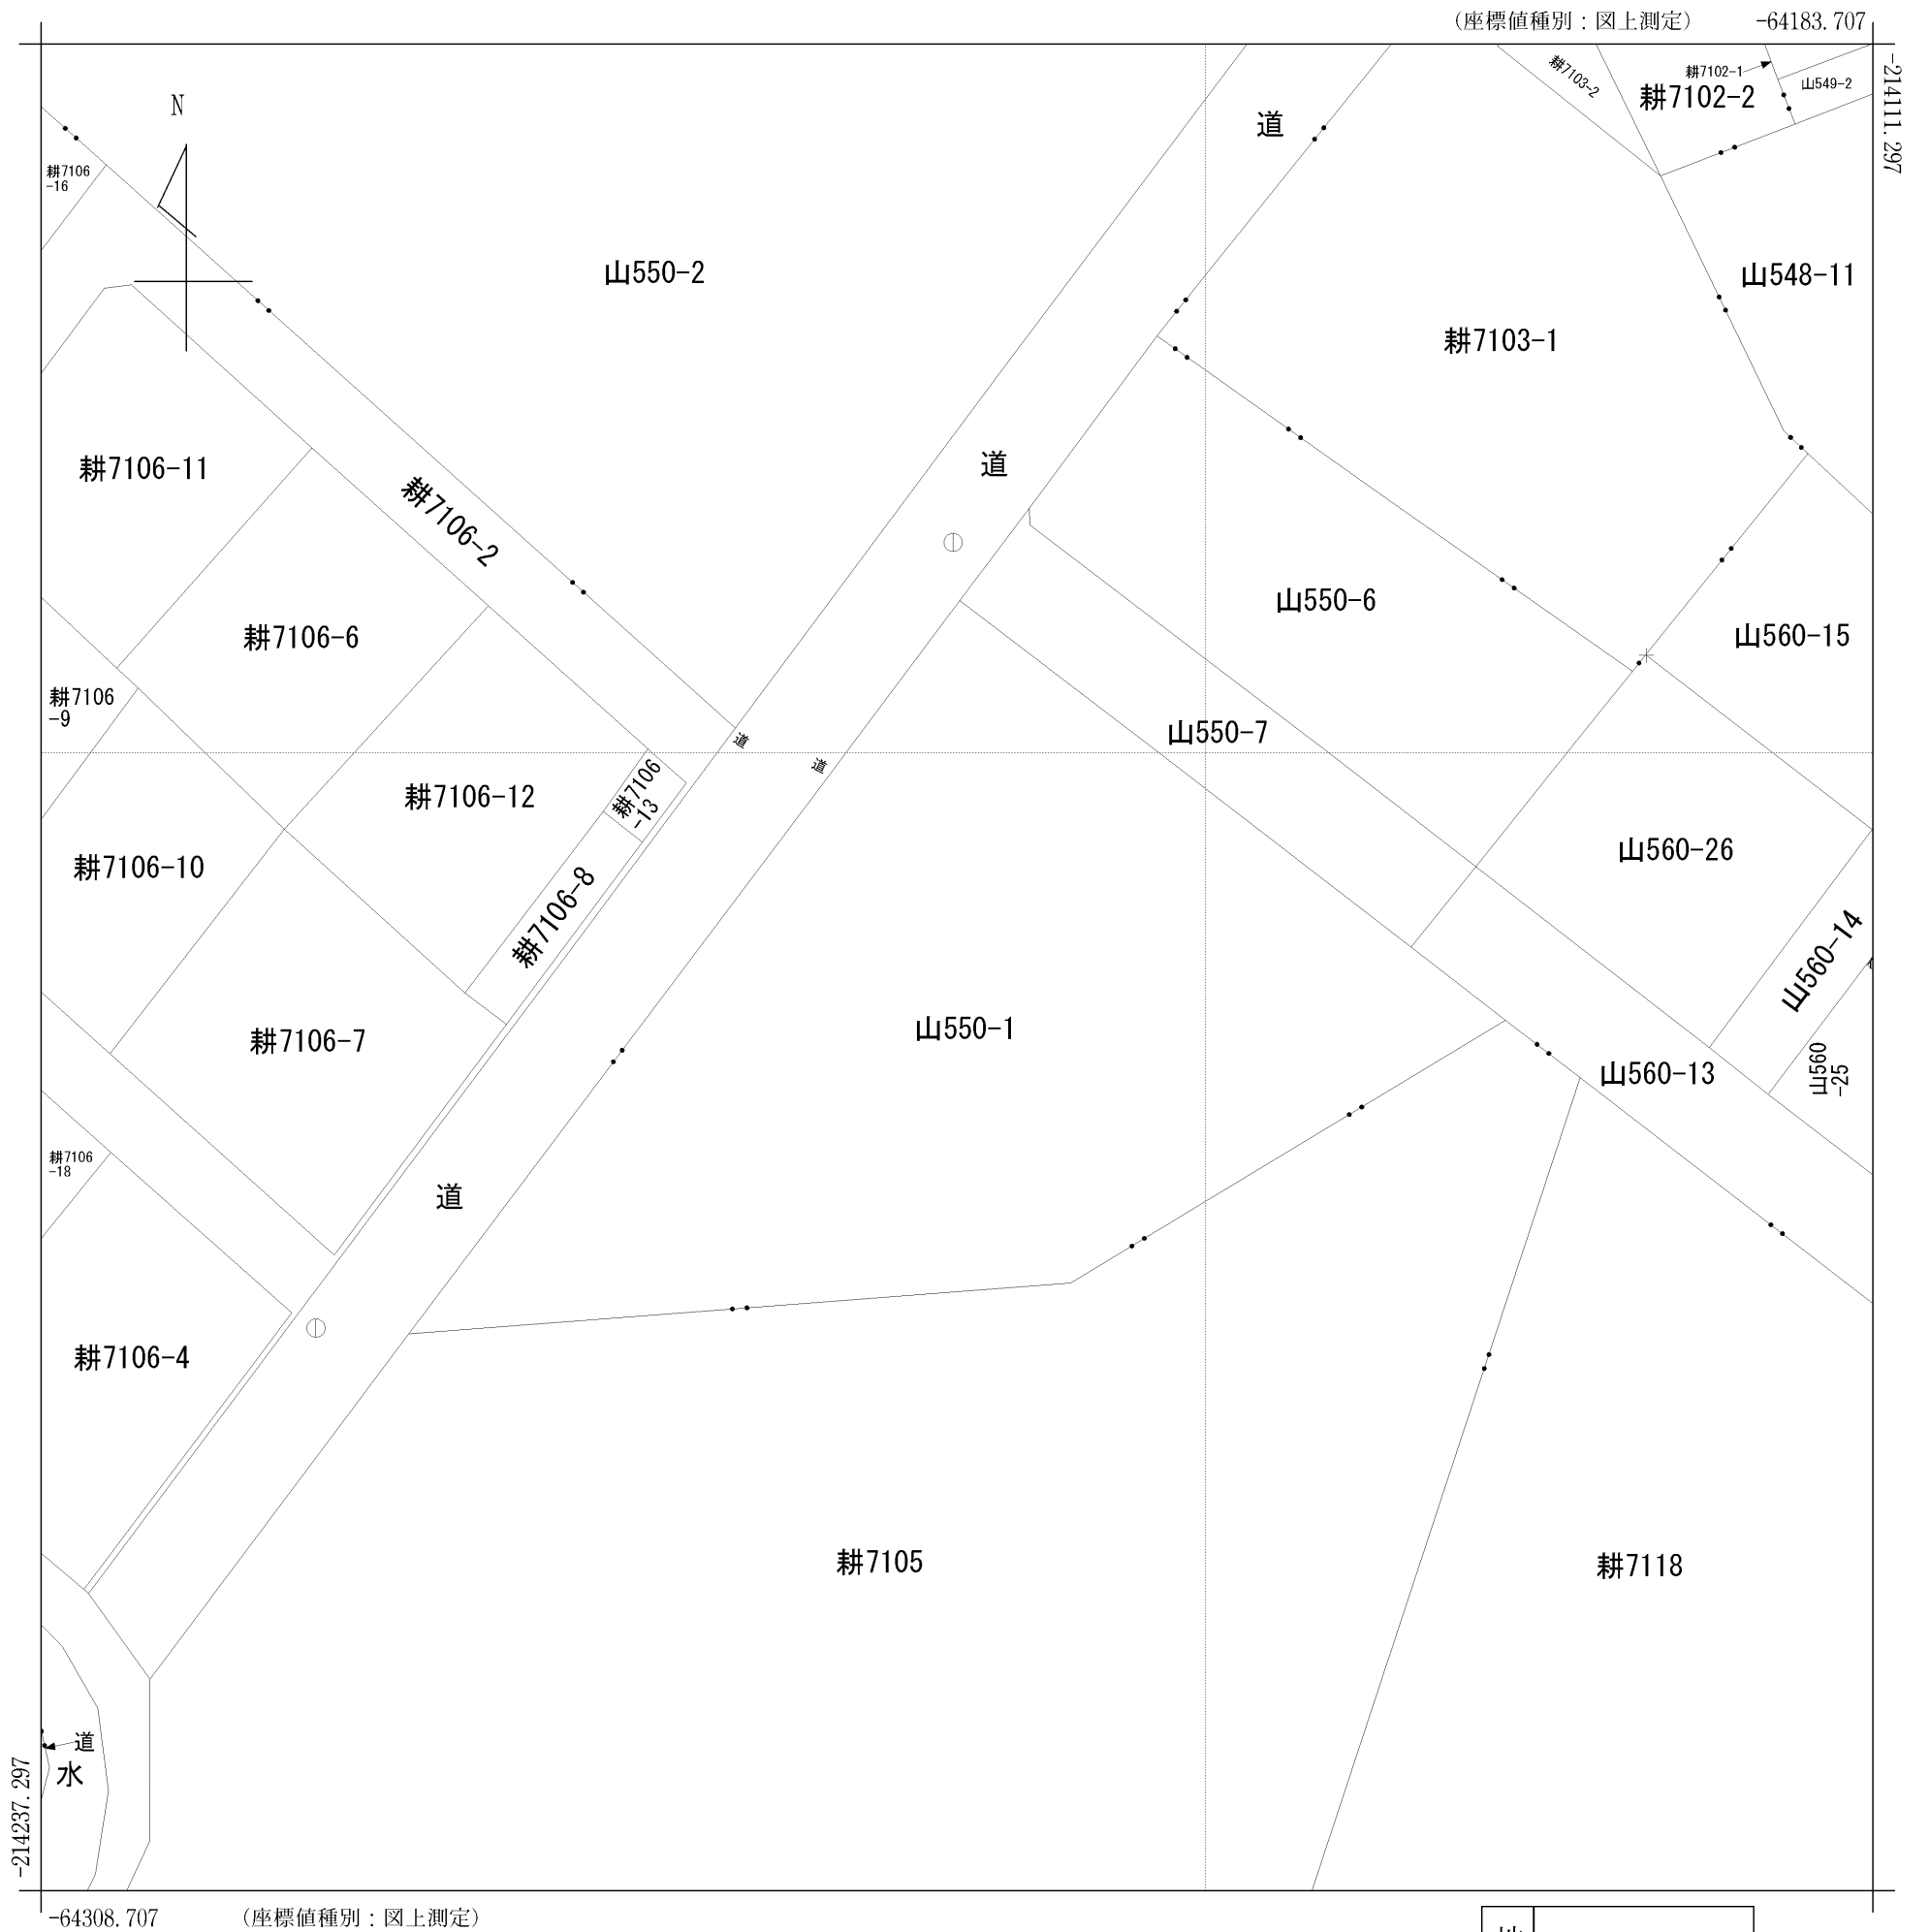 (座標値種別:図上測定) -64183.707
-214111.297
N
耕7103-2
耕7102-1
耕7102-2
山549-2
道
耕7106
-16
山550-2
山548-11
耕7103-1
耕7106-11
道
耕7106-2
山550-6
耕7106-6
山560-15
耕7106
-9
山550-7
道
道
耕7106-12
耕7106
-13
山560-26
耕7106-10
耕7106-8
山560-14
山550-1
耕7106-7
山560-13
山560
-25
耕7106
-18
道
耕7106-4
耕7105
耕7118
道
水
-214237.297
-64308.707 (座標値種別:図上測定)